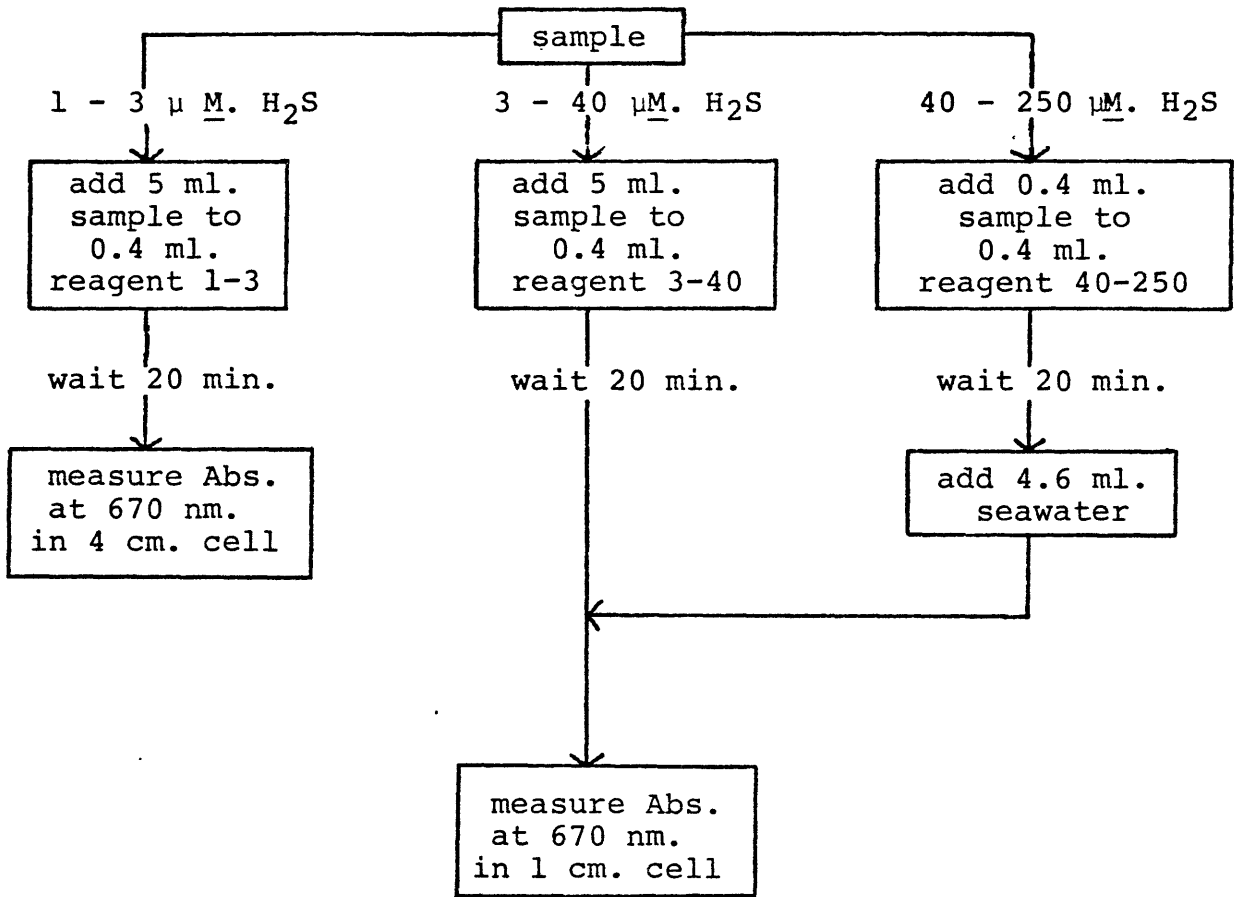 sample
1 - 3 μ M. H₂S
3 - 40 μM. H₂S
40 - 250 μM. H₂S
add 5 ml.
sample to
0.4 ml.
reagent 1-3
add 5 ml.
sample to
0.4 ml.
reagent 3-40
add 0.4 ml.
sample to
0.4 ml.
reagent 40-250
wait 20 min.
wait 20 min.
wait 20 min.
measure Abs.
at 670 nm.
in 4 cm. cell
add 4.6 ml.
seawater
measure Abs.
at 670 nm.
in 1 cm. cell